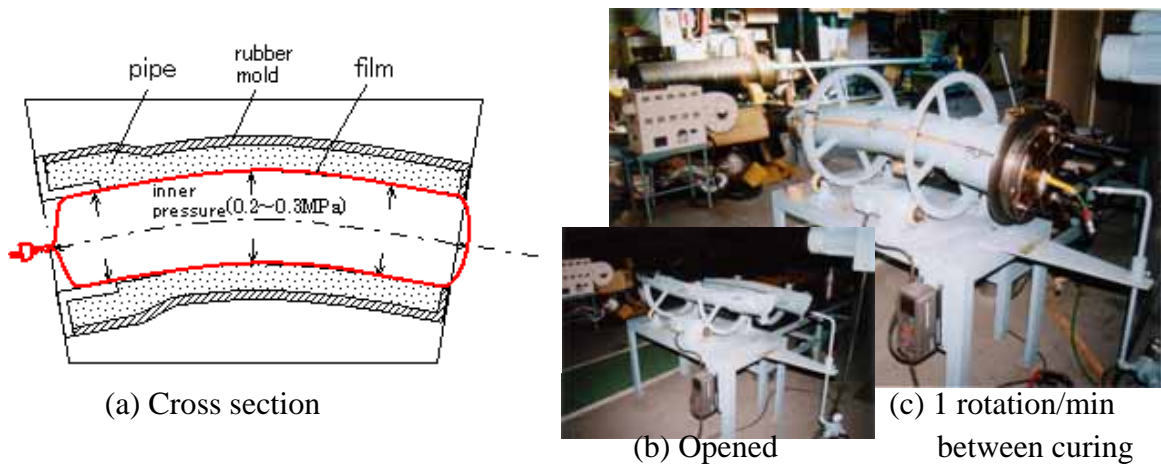 pipe
rubber
mold
film
inner
pressure(0.2~0.3MPa)
(a) Cross section
(b) Opened
(c) 1 rotation/min
between curing